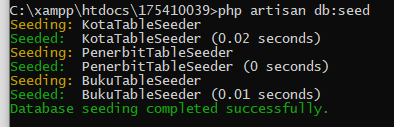 C:\xampp\htdocs\175410039>php artisan db:seed
Seeding: KotaTableSeeder
Seeded:  KotaTableSeeder (0.02 seconds)
Seeding: PenerbitTableSeeder
Seeded:  PenerbitTableSeeder (0 seconds)
Seeding: BukuTableSeeder
Seeded:  BukuTableSeeder (0.01 seconds)
Database seeding completed successfully.